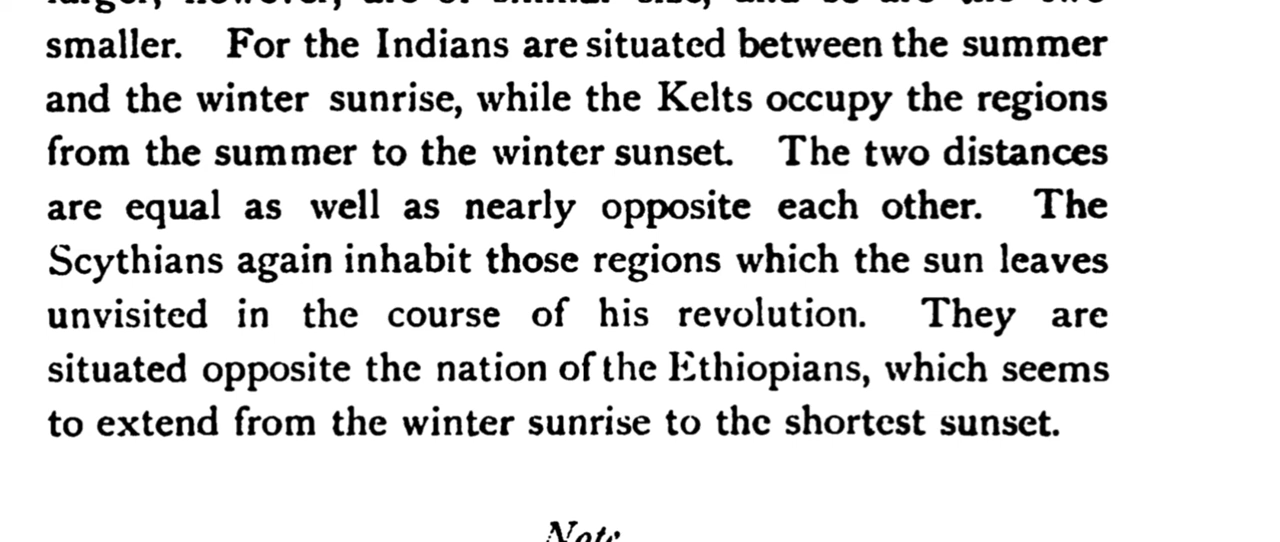 smaller. For the Indians are situated between the summer
and the winter sunrise, while the Kelts occupy the regions
from the summer to the winter sunset. The two distances
are equal as well as nearly opposite each other. The
Scythians again inhabit those regions which the sun leaves
unvisited in the course of his revolution. They are
situated opposite the nation of the Ethiopians, which seems
to extend from the winter sunrise to the shortest sunset.
Note